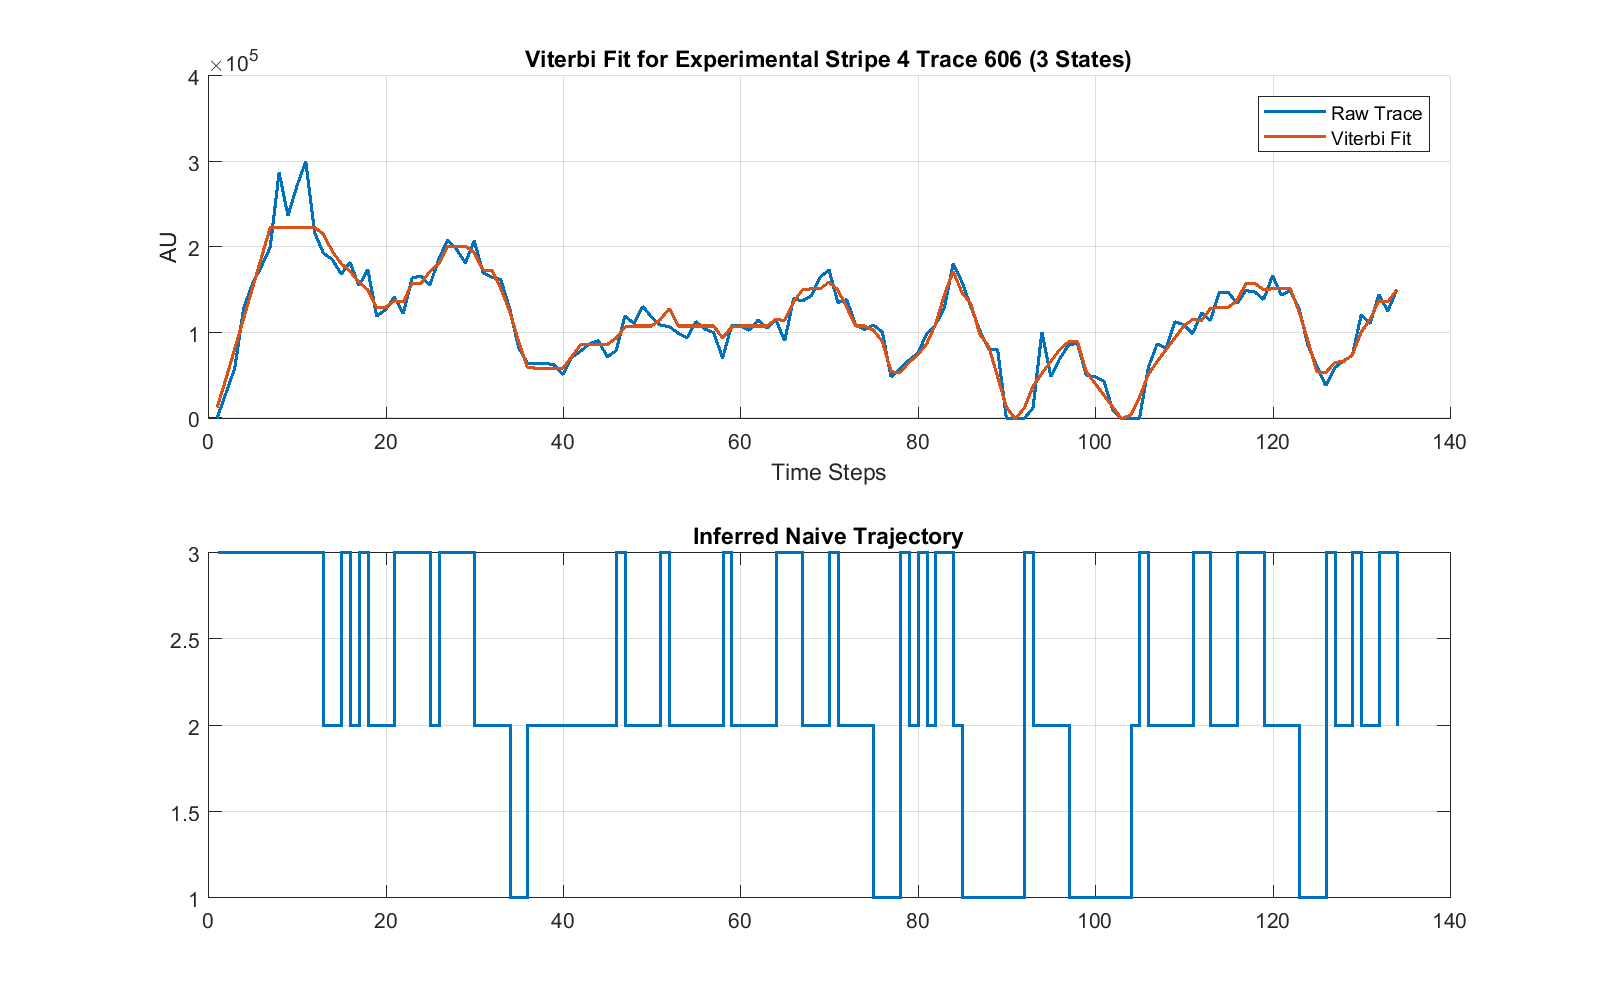 Viterbi Fit for Experimental Stripe 4 Trace 606 (3 States)
×10⁵
4
3
2
1
0
AU
Raw Trace
Viterbi Fit
0 20 40 60 80 100 120 140
Time Steps
Inferred Naive Trajectory
3
2.5
2
1.5
1
0 20 40 60 80 100 120 140